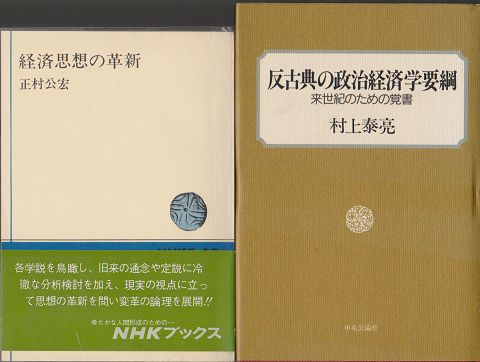 経済思想の革新
正村公宏
各学説を鳥瞰し、旧来の通念や定説に冷
徹な分析検討を加え、現実の視点に立っ
て思想の革新を問い変革の論理を展開!!
ゆたかな人間形成のための…
NHKブックス
反古典の政治経済学要綱
来世紀のための覚書
村上泰亮
中央公論社